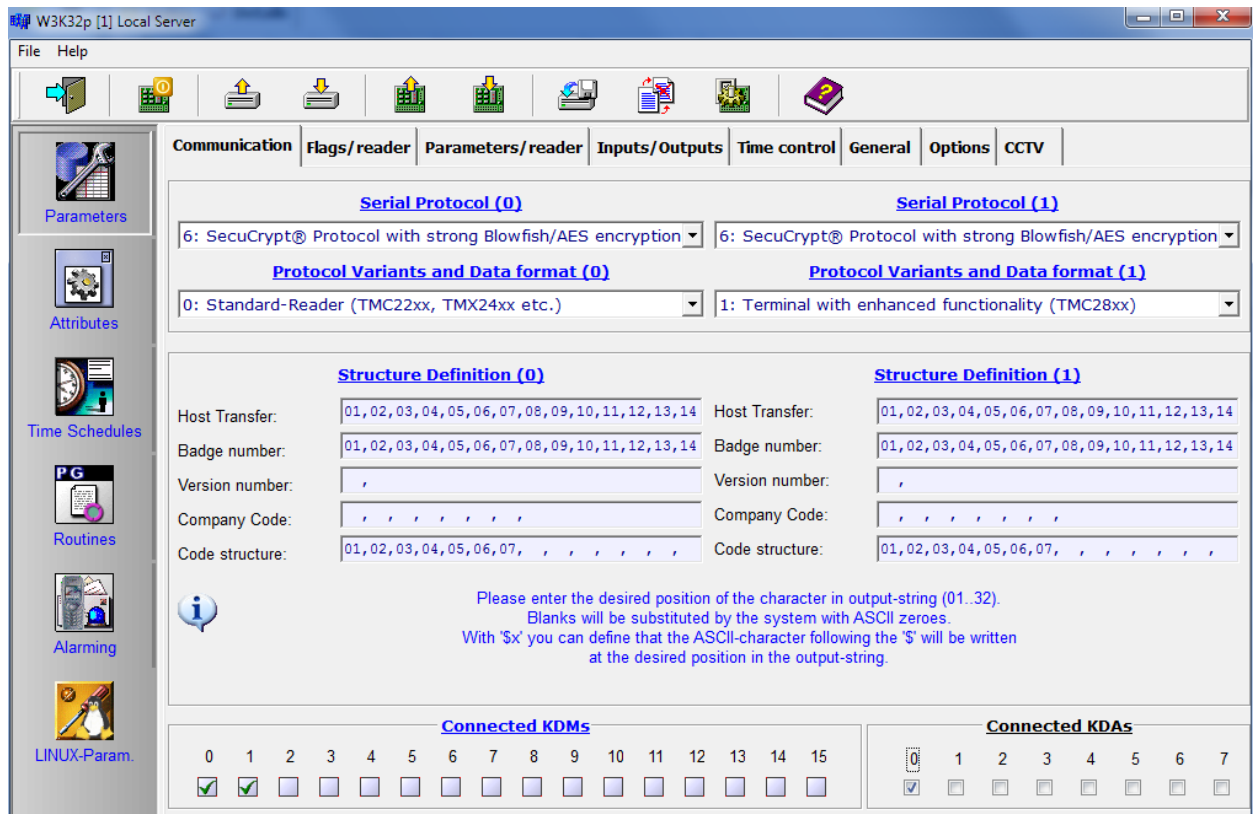 W3K32p [1] Local Server
File Help
Communication Flags/reader Parameters/reader Inputs/Outputs Time control General Options CCTV
Parameters
Attributes
Time Schedules
PG
Routines
Alarming
LINUX-Param.
Serial Protocol (0) Serial Protocol (1)
6: SecuCrypt® Protocol with strong Blowfish/AES encryption 6: SecuCrypt® Protocol with strong Blowfish/AES encryption
Protocol Variants and Data format (0) Protocol Variants and Data format (1)
0: Standard-Reader (TMC22xx, TMX24xx etc.) 1: Terminal with enhanced functionality (TMC28xx)
Structure Definition (0) Structure Definition (1)
Host Transfer: 01,02,03,04,05,06,07,08,09,10,11,12,13,14 Host Transfer: 01,02,03,04,05,06,07,08,09,10,11,12,13,14
Badge number: 01,02,03,04,05,06,07,08,09,10,11,12,13,14 Badge number: 01,02,03,04,05,06,07,08,09,10,11,12,13,14
Version number: , Version number: ,
Company Code: , , , , , , , Company Code: , , , , , , ,
Code structure: 01,02,03,04,05,06,07, , , , , , , Code structure: 01,02,03,04,05,06,07, , , , , , ,
Please enter the desired position of the character in output-string (01..32).
Blanks will be substituted by the system with ASCII zeroes.
With '$x' you can define that the ASCII-character following the '$' will be written
at the desired position in the output-string.
Connected KDMs Connected KDAs
0 1 2 3 4 5 6 7 8 9 10 11 12 13 14 15 0 1 2 3 4 5 6 7